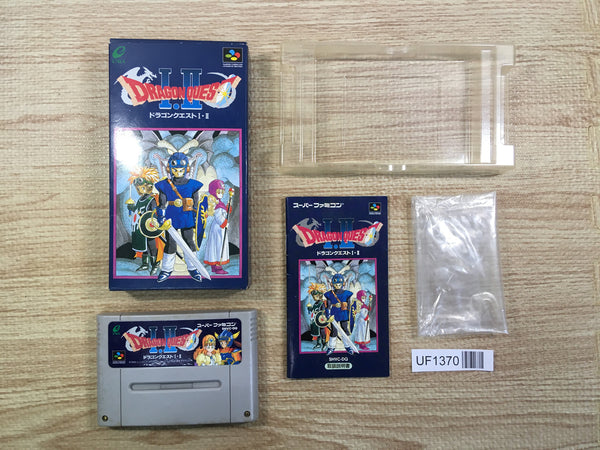 DRAGON QUEST
I・II
ドラゴンクエストI・II
スーパーファミコン
DRAGON QUEST
I・II
ドラゴンクエストI・II
SHVC-DQ
取扱説明書
スーパーファミコン
SHVC-DQ
DRAGON QUEST
I・II
ドラゴンクエストI・II
UF1370